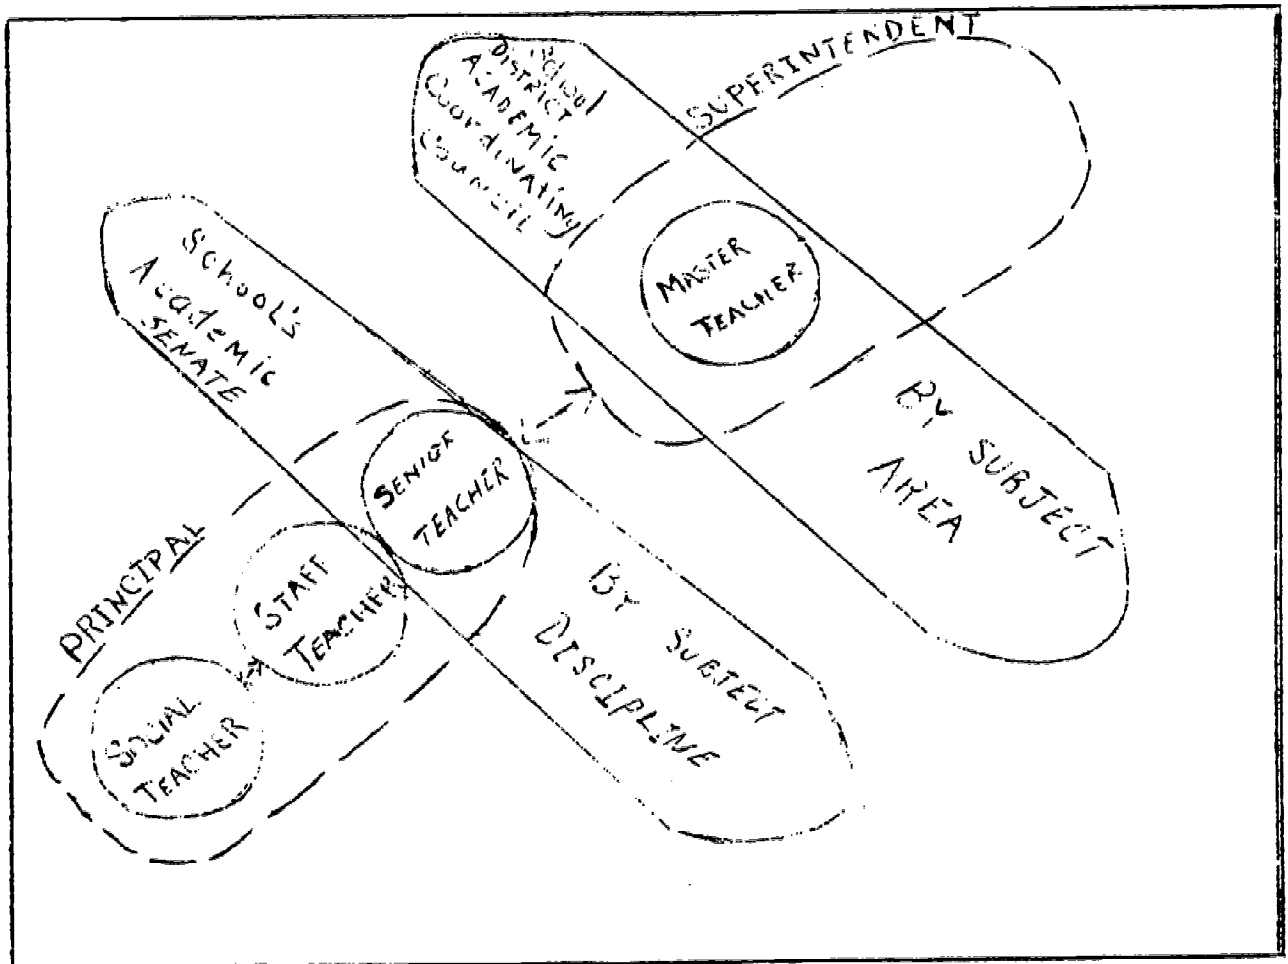 SUPERINTENDENT
School
DISTRICT
ACADEMIC
Coordinating
Council
MASTER
TEACHER
BY SUBJECT
AREA
School's
Academic
SENATE
SENIOR
TEACHER
BY SUBJECT
DISCIPLINE
PRINCIPAL
STAFF
TEACHER
SOCIAL
TEACHER